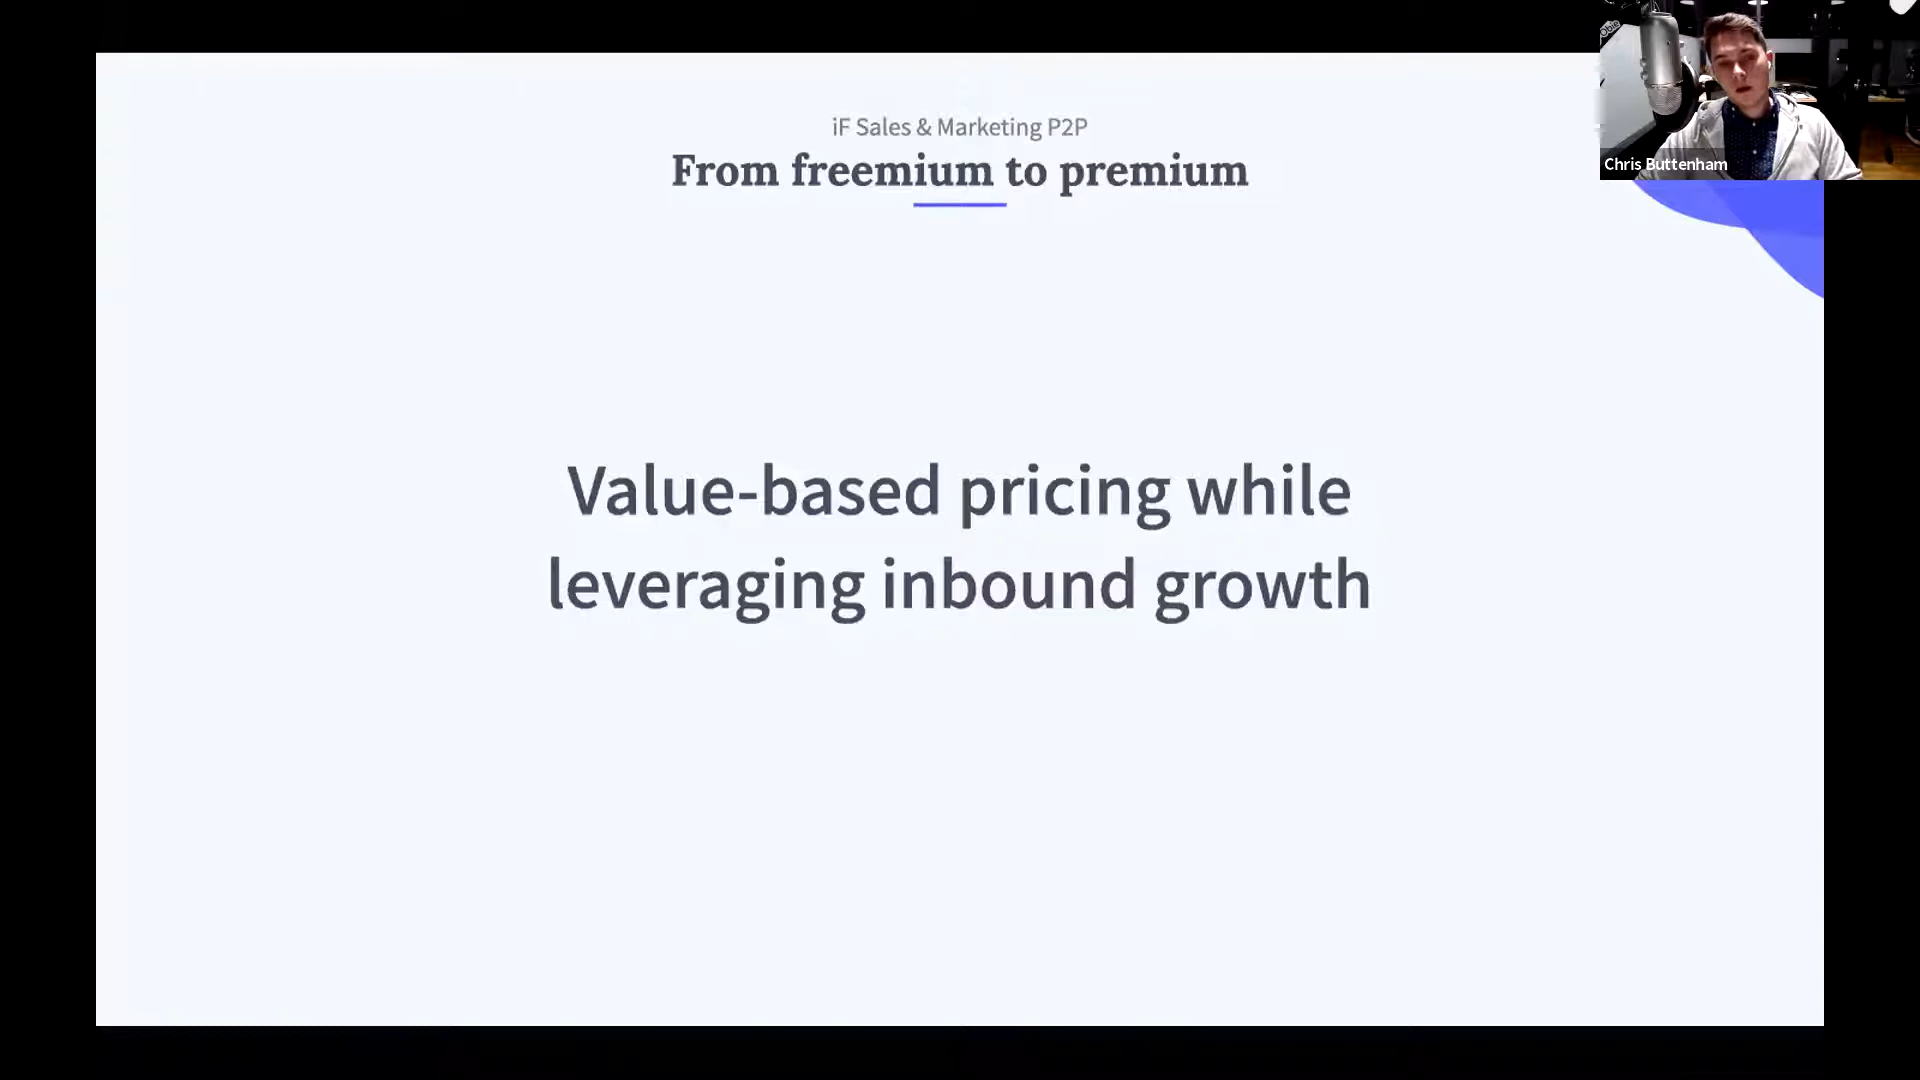 iF Sales & Marketing P2P
From freemium to premium
Chris Buttenham
Value-based pricing while
leveraging inbound growth